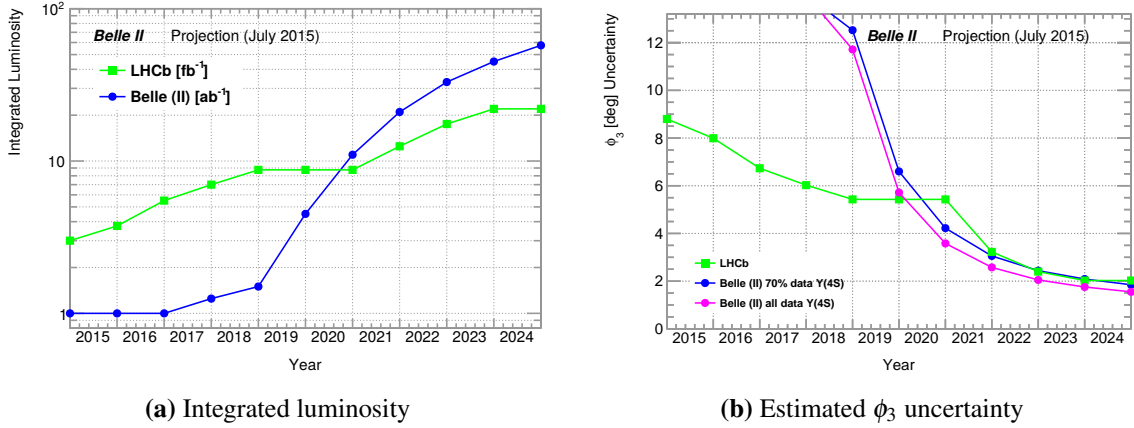 Integrated Luminosity
10²
10
1
Belle II Projection (July 2015)
LHCb [fb⁻¹]
Belle (II) [ab⁻¹]
2015 2016 2017 2018 2019 2020 2021 2022 2023 2024
Year
(a) Integrated luminosity
ϕ₃ [deg] Uncertainty
12
10
8
6
4
2
0
Belle II Projection (July 2015)
LHCb
Belle (II) 70% data Y(4S)
Belle (II) all data Y(4S)
2015 2016 2017 2018 2019 2020 2021 2022 2023 2024
Year
(b) Estimated ϕ₃ uncertainty